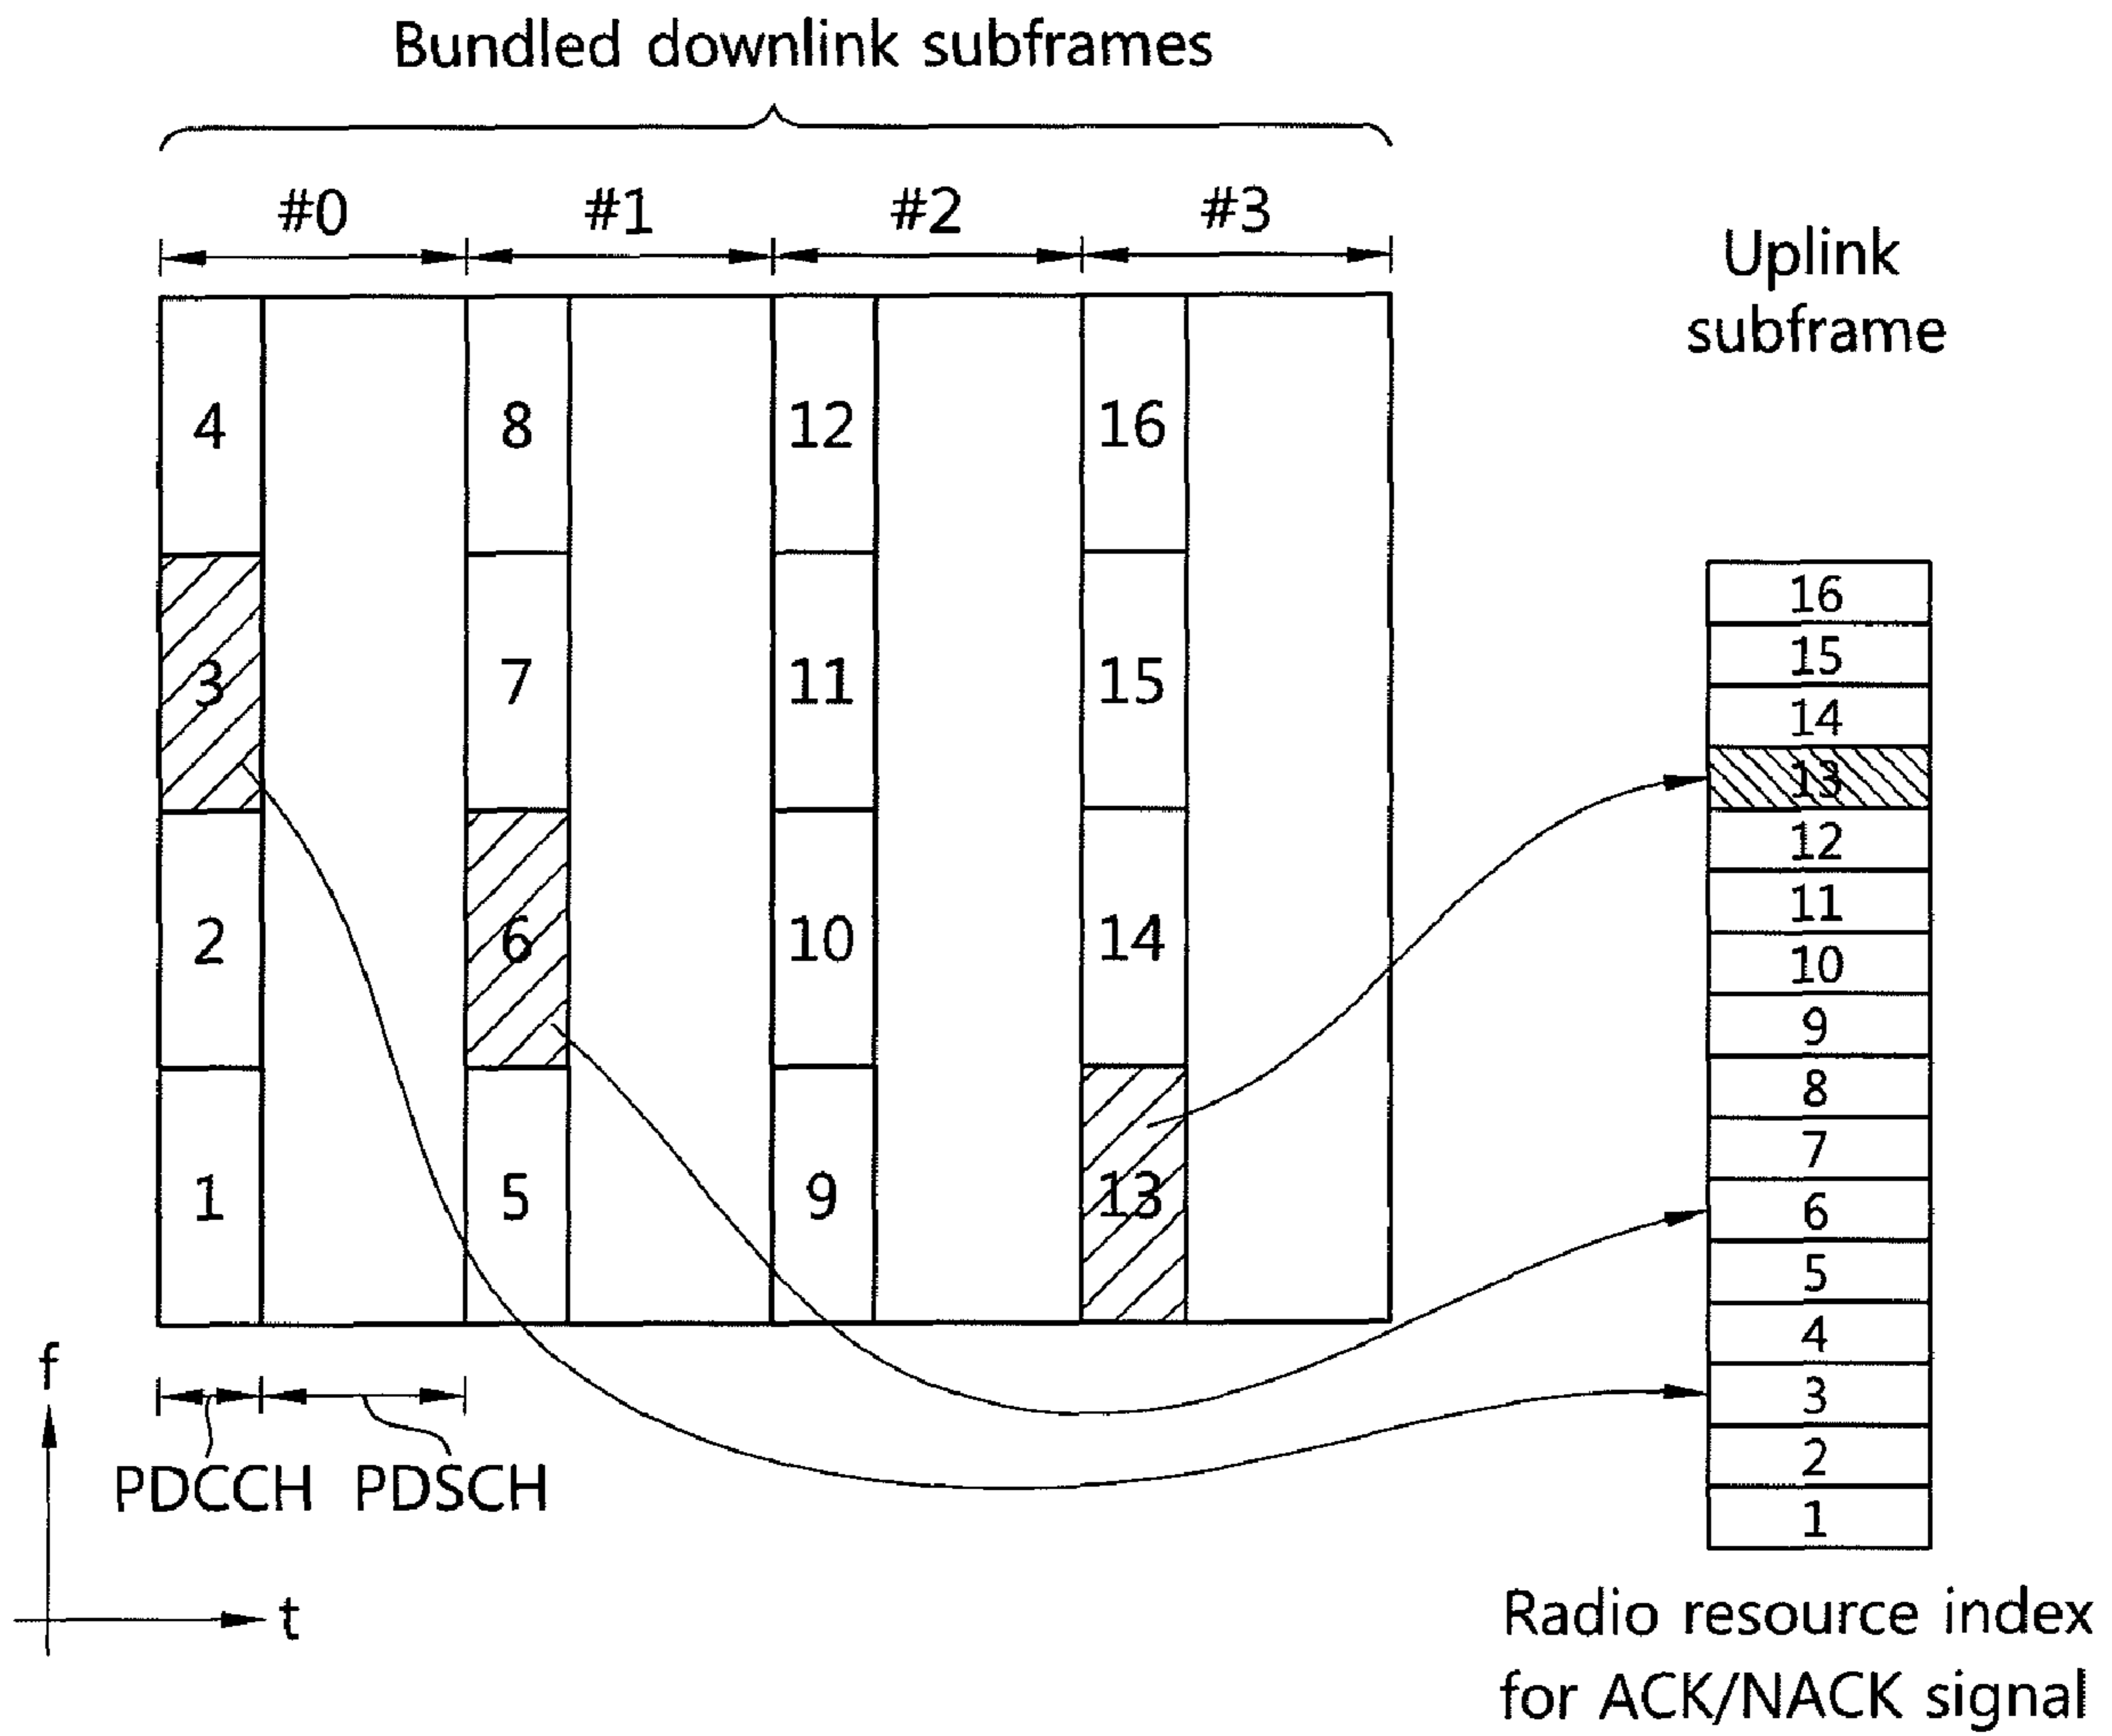 Bundled downlink subframes
#0 #1 #2 #3
Uplink
subframe
4 8 12 16
3 7 11 15
2 6 10 14
1 5 9 13
16
15
14
13
12
11
10
9
8
7
6
5
4
3
2
1
f
PDCCH PDSCH
t
Radio resource index
for ACK/NACK signal